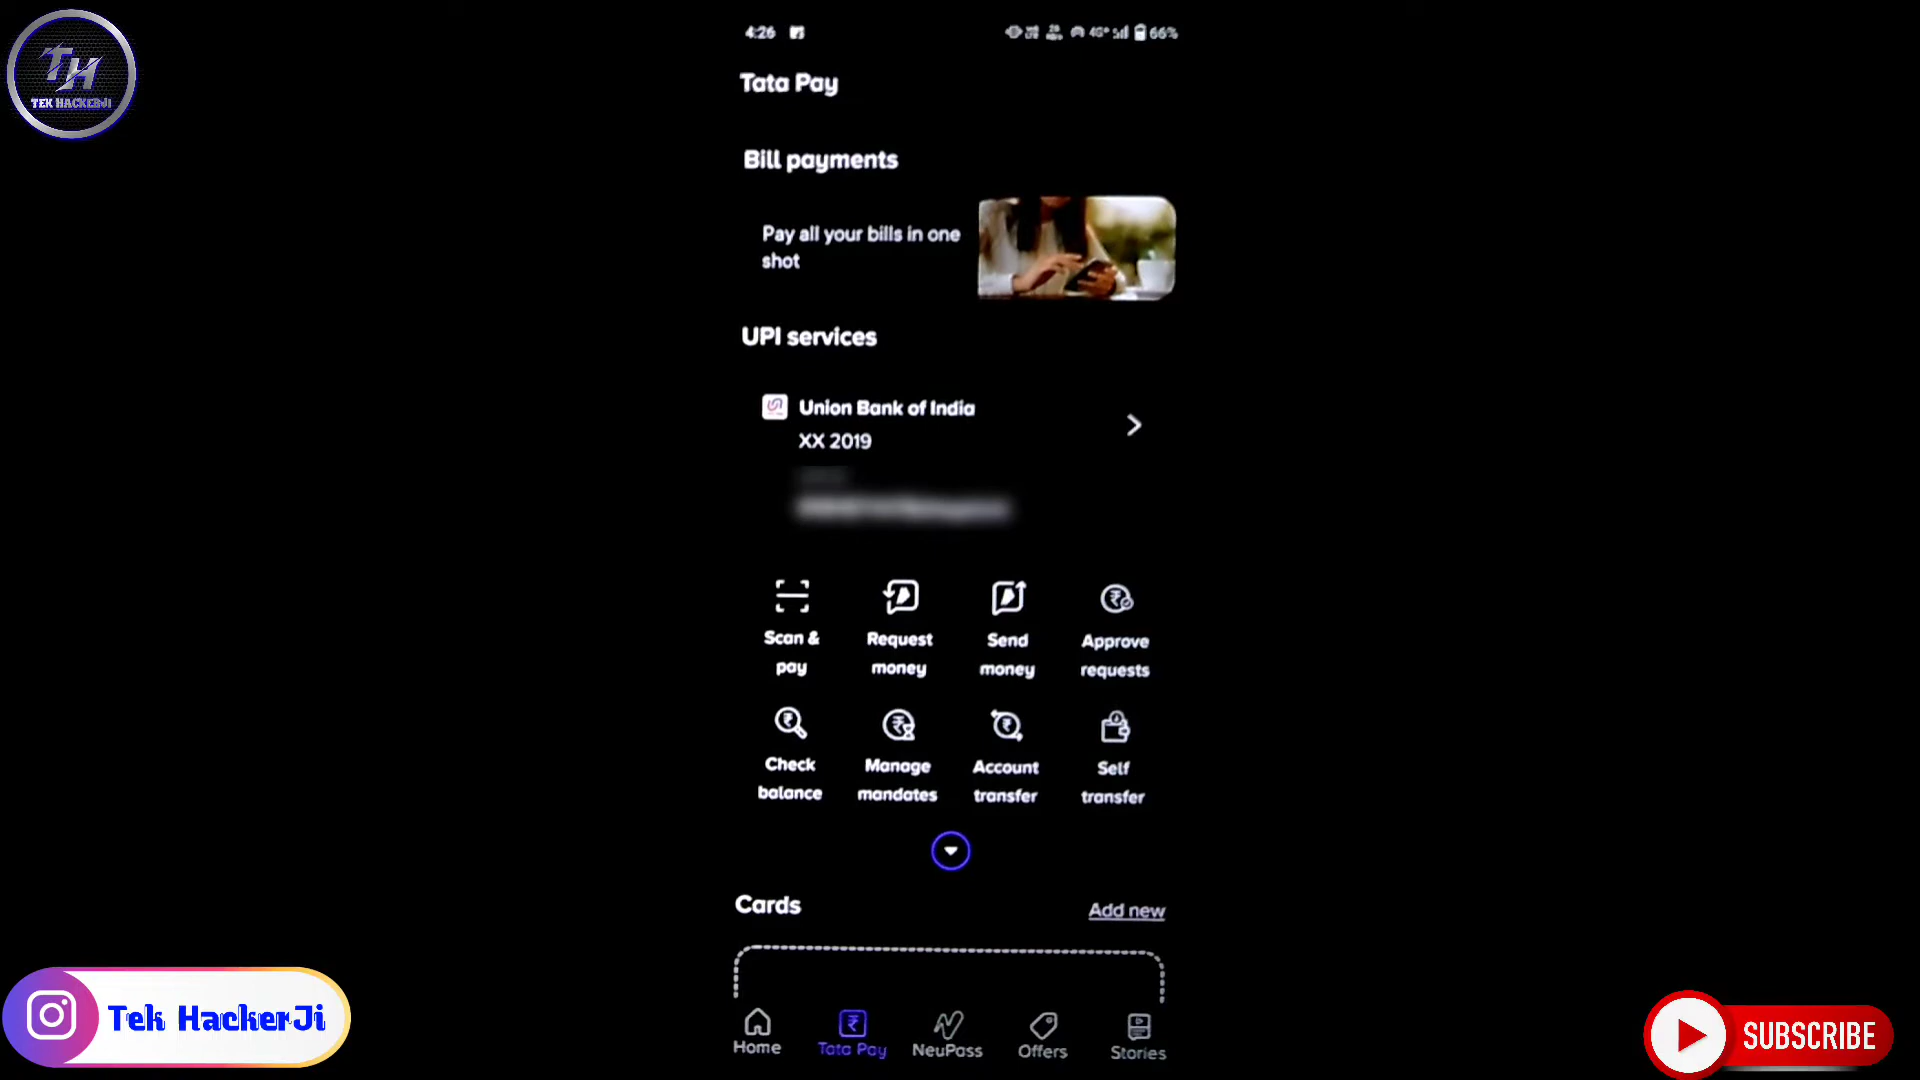 TH
TEK HACKERJI
4:26
4G+ 66%
Tata Pay
Bill payments
Pay all your bills in one
shot
UPI services
Union Bank of India
XX 2019
Scan &
pay
Request
money
Send
money
Approve
requests
Check
balance
Manage
mandates
Account
transfer
Self
transfer
Cards
Add new
Home
Tata Pay
NeuPass
Offers
Stories
Tek HackerJi
SUBSCRIBE